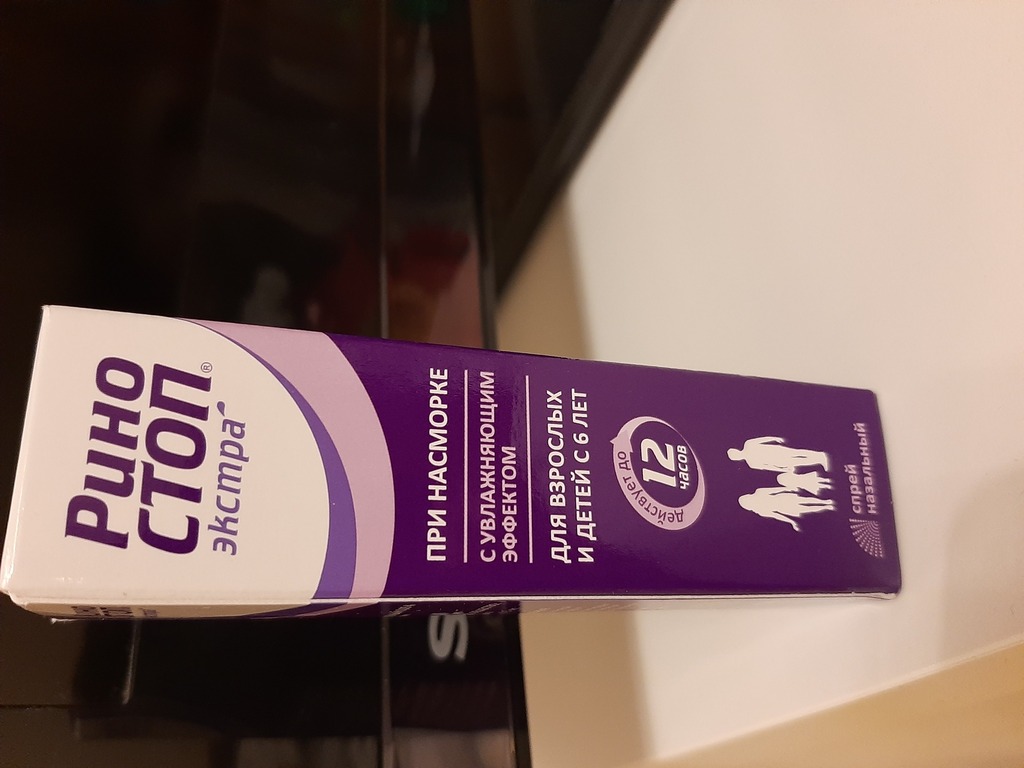 Рино
СТОП®
экстра
ПРИ НАСМОРКЕ
С УВЛАЖНЯЮЩИМ
ЭФФЕКТОМ
ДЛЯ ВЗРОСЛЫХ
И ДЕТЕЙ С 6 ЛЕТ
действует до
12
часов
спрей
назальный
S